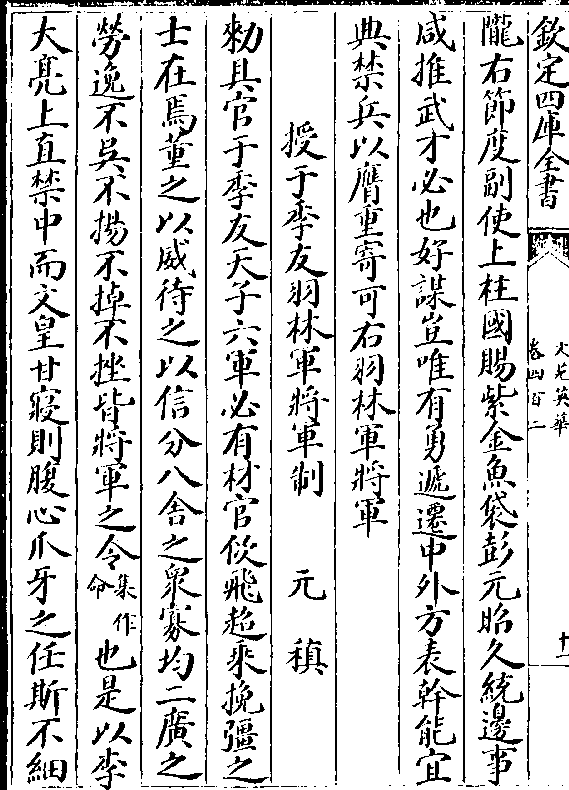 欽定四庫全書
文苑英華
卷四百二
十二
隴右節度副使上柱國賜紫金魚袋彭元昭久統邊事
咸推武才必也好謀豈唯有勇遞遷中外方表幹能宜
典禁兵以膺重寄可右羽林軍將軍
授于季友羽林軍將軍制 元稹
勑具官于季友天子六軍必有材官佽飛超乘挽彊之
士在焉董之以威待之以信分八舎之衆寡均二廣之
勞逸不吳不揚不掉不挫皆將軍之令集作命也是以李
大亮上直禁中而文皇甘寢則腹心爪牙之任斯不細